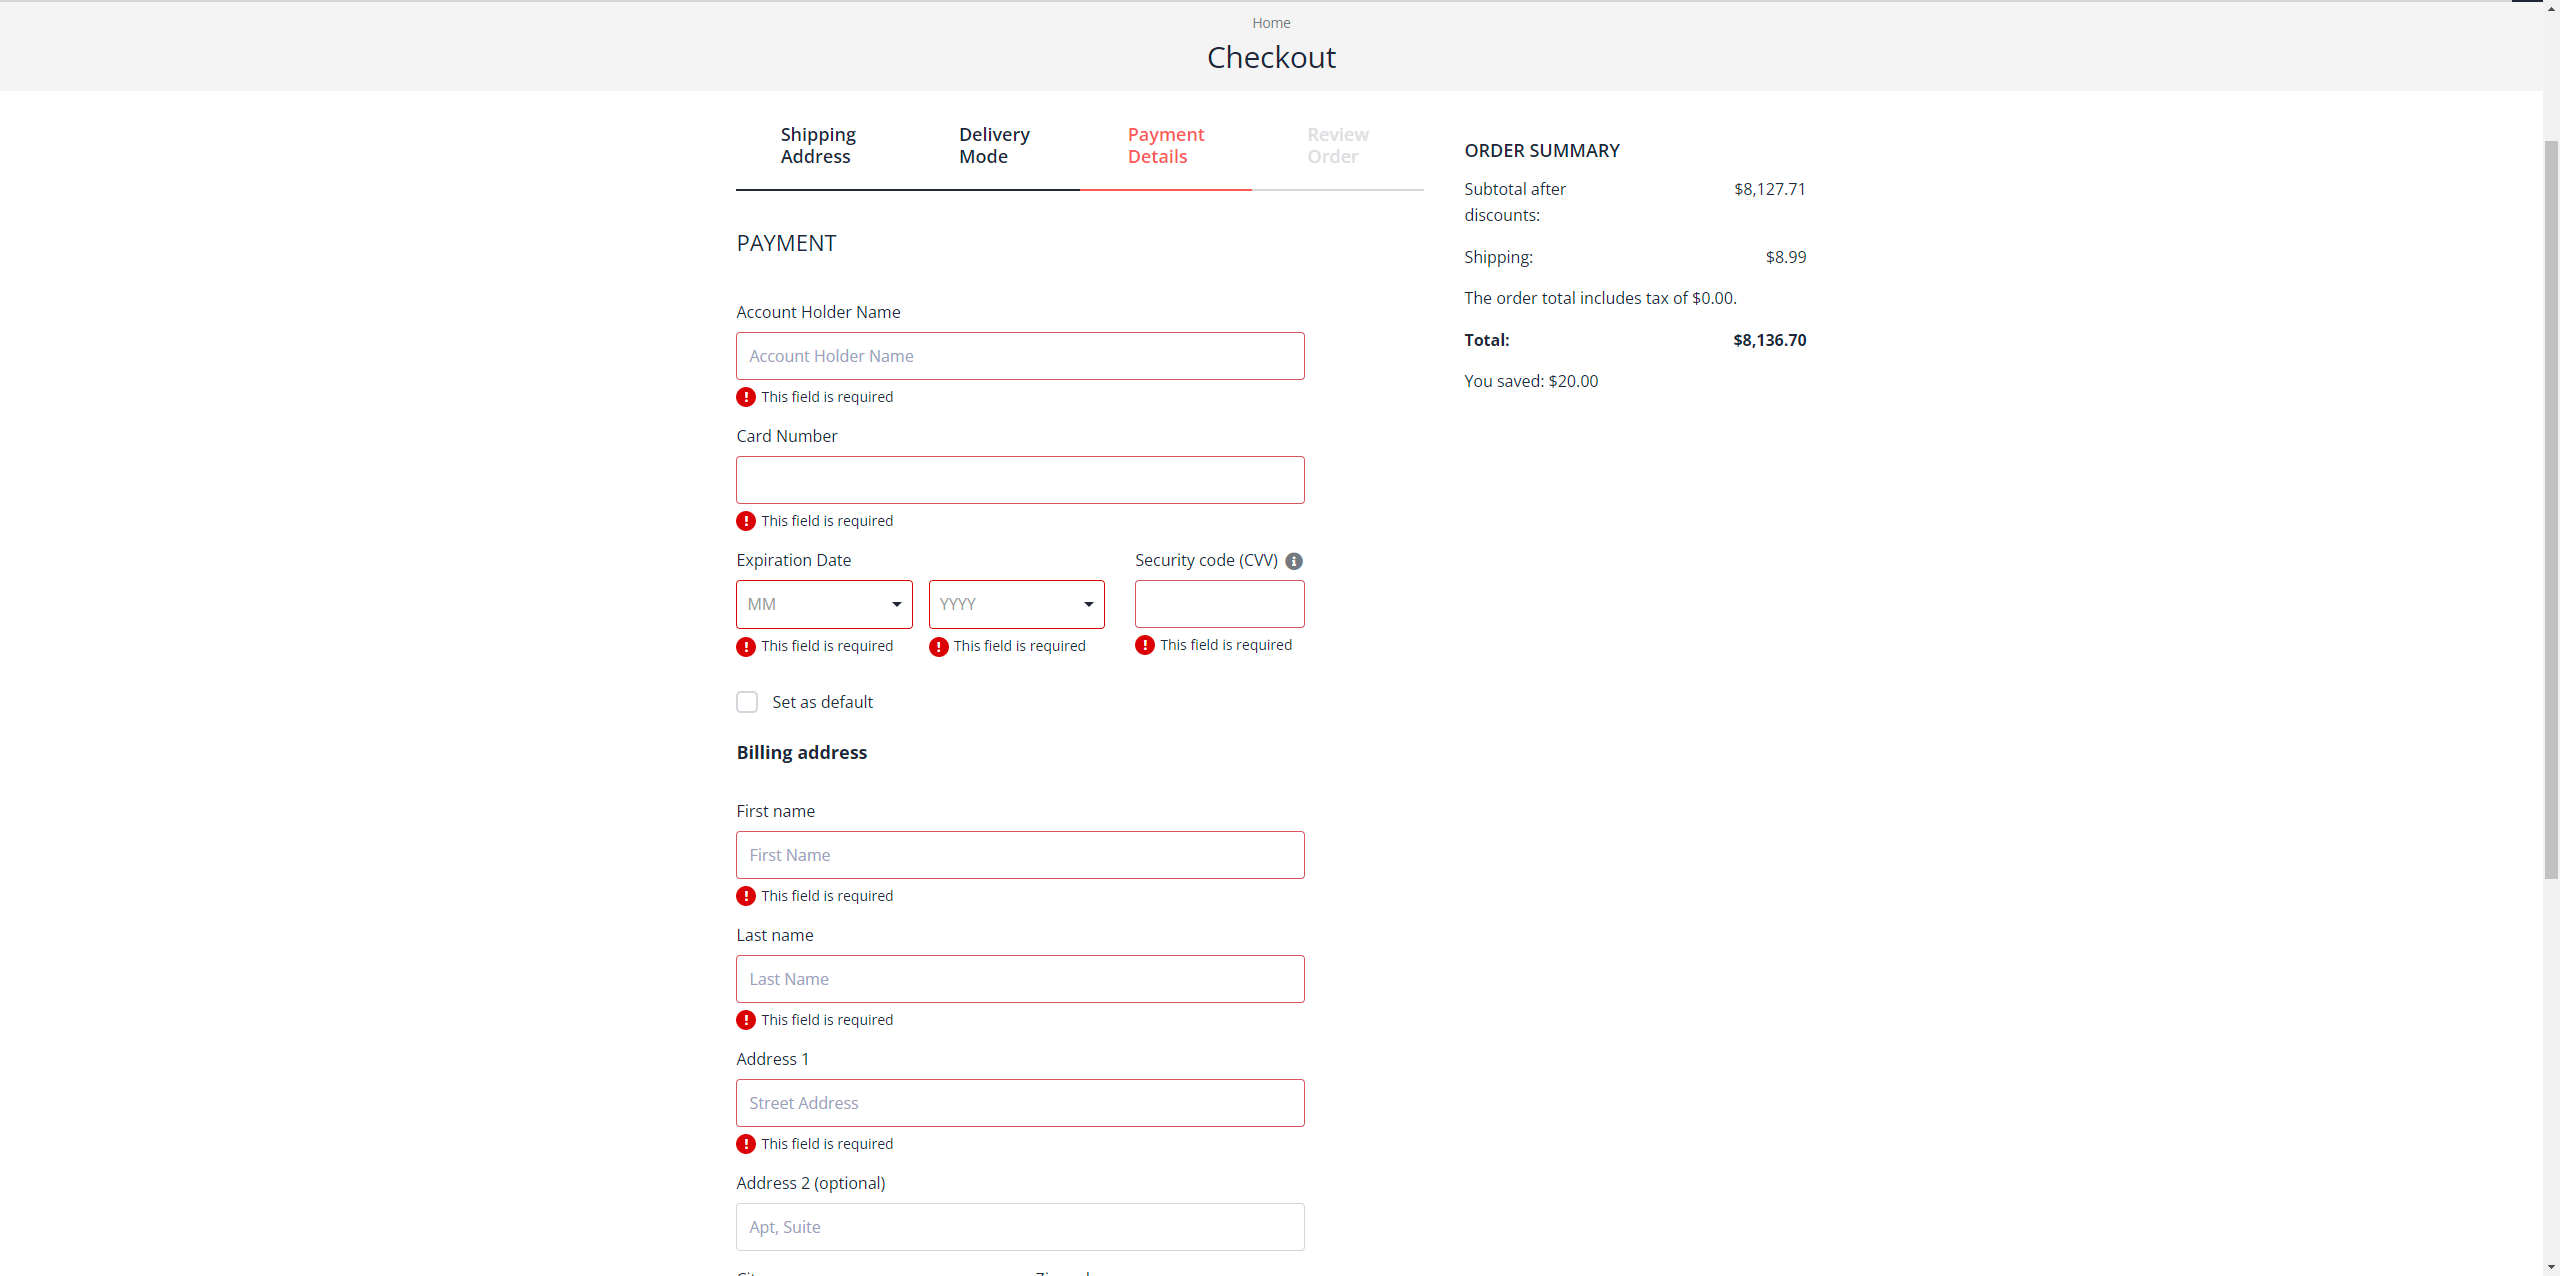 Home
Checkout
Shipping
Address
Delivery
Mode
Payment
Details
Review
Order
PAYMENT
Account Holder Name
Account Holder Name
This field is required
Card Number
This field is required
Expiration Date
Security code (CVV)
MM
YYYY
This field is required
This field is required
This field is required
Set as default
Billing address
First name
First Name
This field is required
Last name
Last Name
This field is required
Address 1
Street Address
This field is required
Address 2 (optional)
Apt, Suite
ORDER SUMMARY
Subtotal after
discounts:
$8,127.71
Shipping:
$8.99
The order total includes tax of $0.00.
Total:
$8,136.70
You saved: $20.00